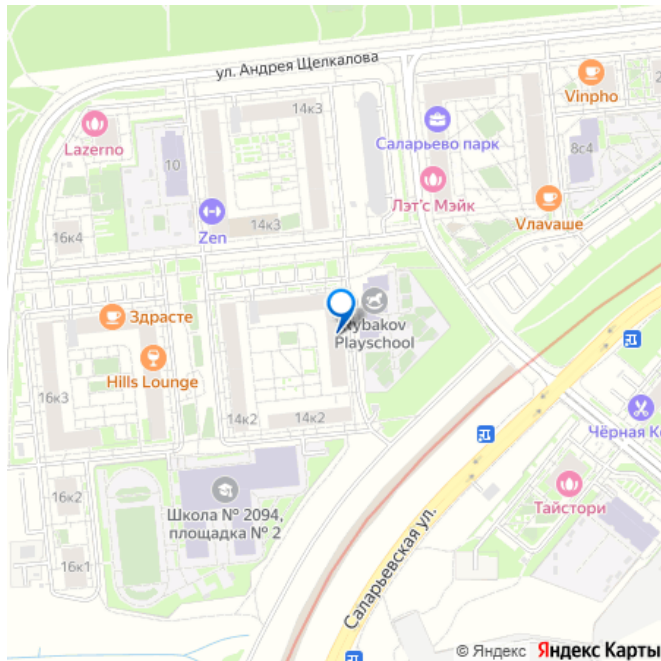 ул. Андрея Щелкалова
Vinpho
14к3
Lazerno
Саларьево парк
10
8с4
Лэт'с Мэйк
Vлаvаше
16к4
Zen
14к3
Здрасте
Rybakov
Playschool
Hills Lounge
16к3
14к2
14к2
Чёрная К
Школа № 2094,
площадка № 2
16к2
Тайстори
16к1
Саларьевская ул.
© Яндекс Яндекс Карты